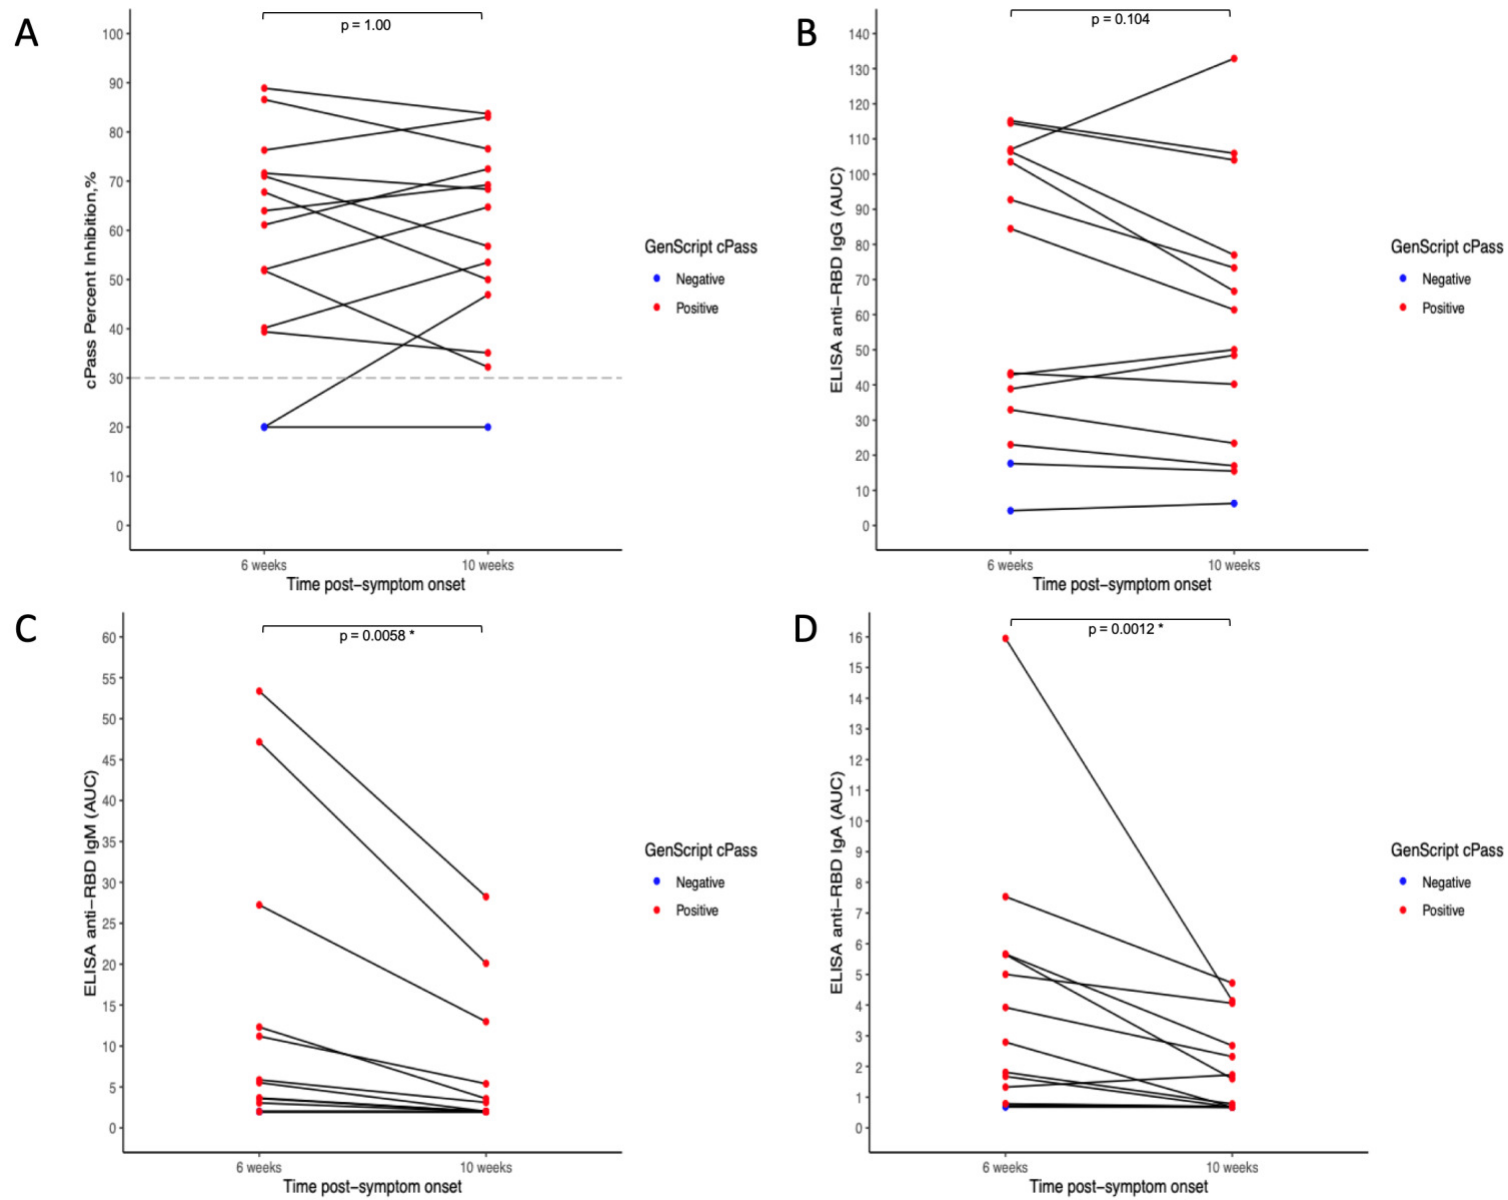 A
p = 1.00
cPass Percent Inhibition,%
100
90
80
70
60
50
40
30
20
10
0
6 weeks
10 weeks
Time post-symptom onset
GenScript cPass
Negative
Positive
B
p = 0.104
ELISA anti-RBD IgG (AUC)
140
130
120
110
100
90
80
70
60
50
40
30
20
10
0
6 weeks
10 weeks
Time post-symptom onset
GenScript cPass
Negative
Positive
C
p = 0.0058 *
ELISA anti-RBD IgM (AUC)
60
55
50
45
40
35
30
25
20
15
10
5
0
6 weeks
10 weeks
Time post-symptom onset
GenScript cPass
Negative
Positive
D
p = 0.0012 *
ELISA anti-RBD IgA (AUC)
16
15
14
13
12
11
10
9
8
7
6
5
4
3
2
1
0
6 weeks
10 weeks
Time post-symptom onset
GenScript cPass
Negative
Positive